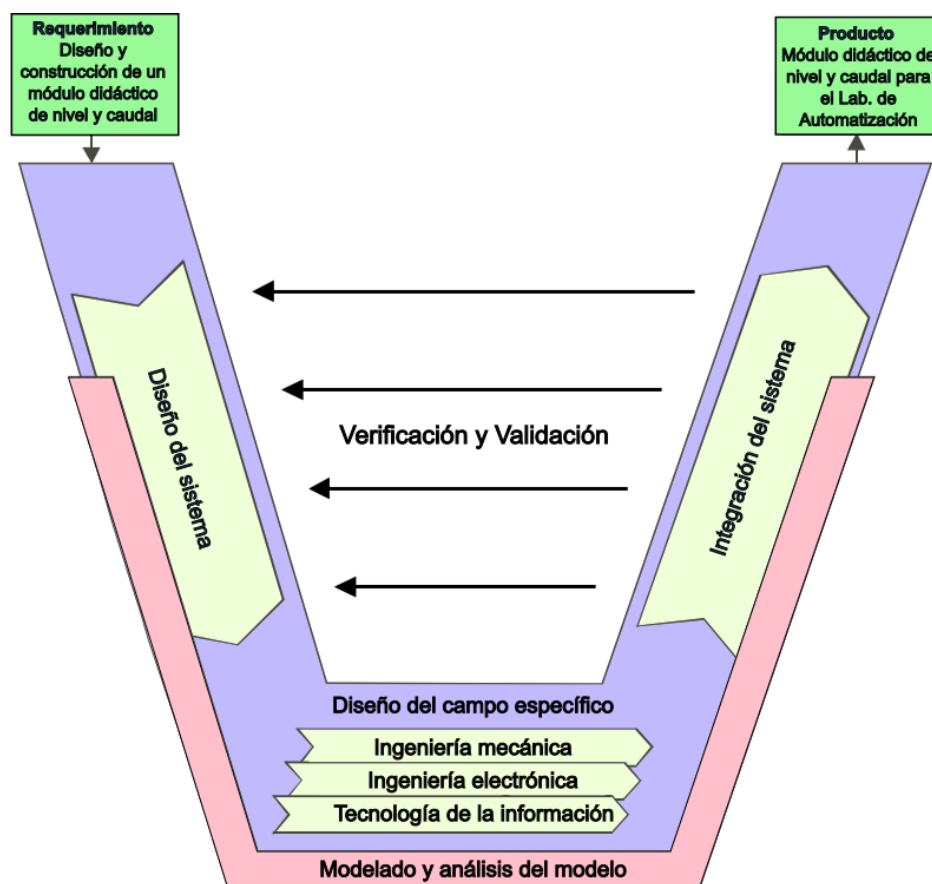 Requerimiento
Diseño y
construcción de un
módulo didáctico
de nivel y caudal
Producto
Módulo didáctico de
nivel y caudal para
el Lab. de
Automatización
Diseño del sistema
Verificación y Validación
Integración del sistema
Diseño del campo específico
Ingeniería mecánica
Ingeniería electrónica
Tecnología de la información
Modelado y análisis del modelo